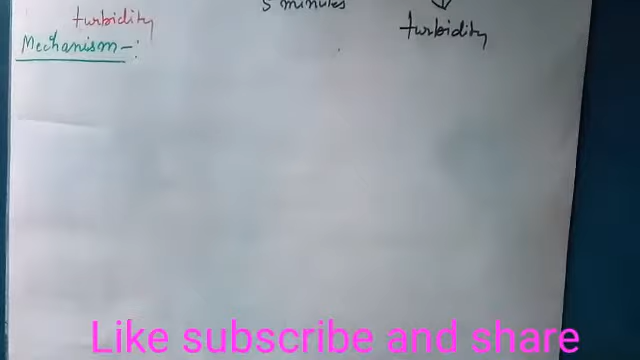 5 minutes
turbidity
turbidity
Mechanism -:
Like subscribe and share